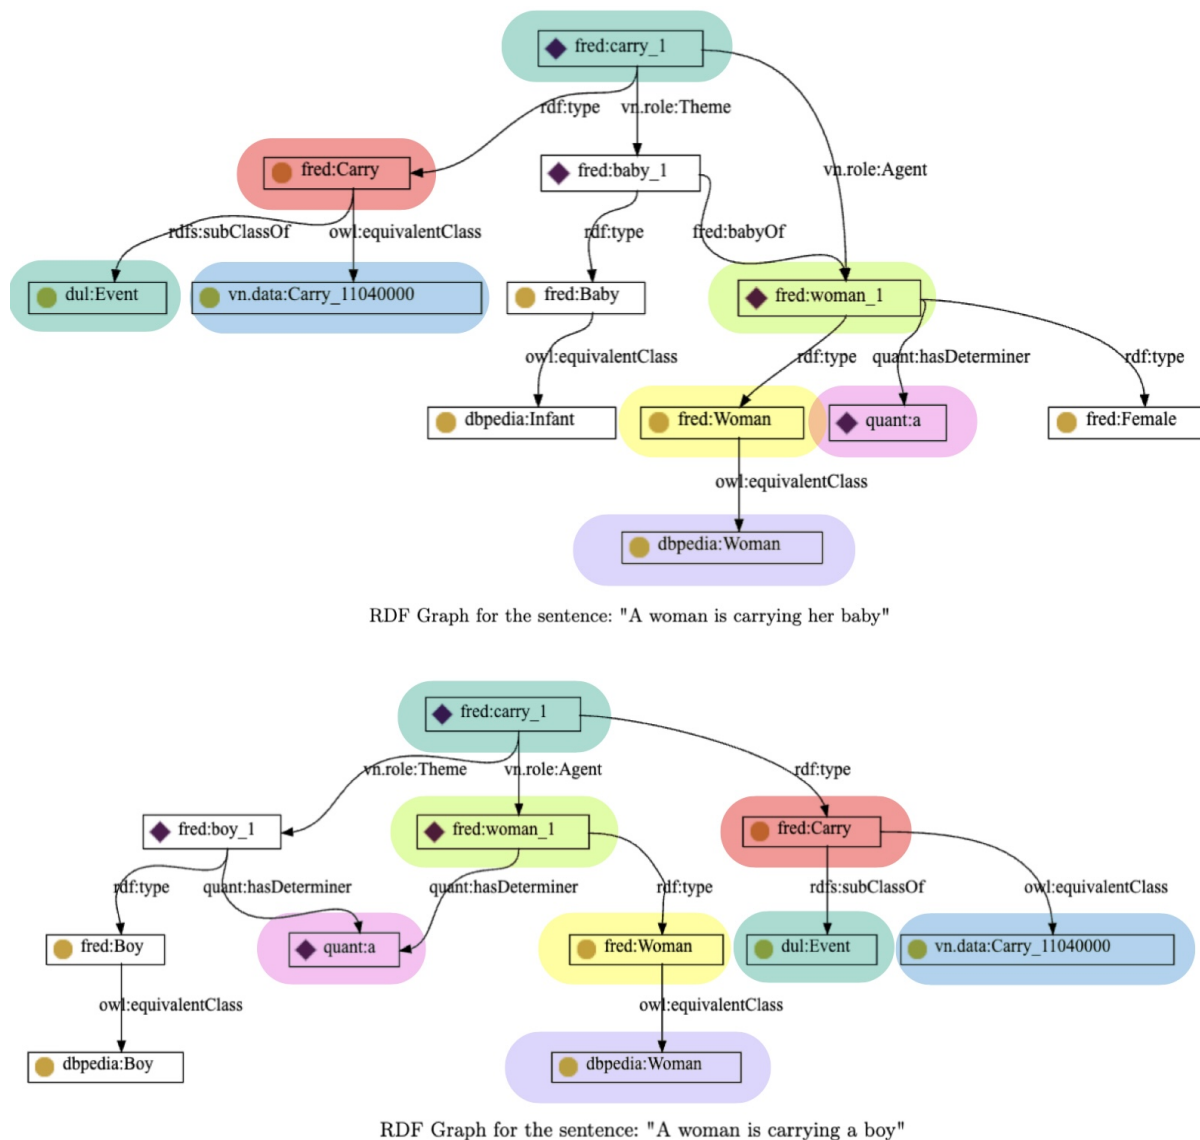 fred:carry_1
rdf:type
vn.role:Theme
fred:Carry
fred:baby_1
vn.role:Agent
rdfs:subClassOf
owl:equivalentClass
rdf:type
fred:babyOf
dul:Event
vn.data:Carry_11040000
fred:Baby
fred:woman_1
owl:equivalentClass
rdf:type
quant:hasDeterminer
rdf:type
dbpedia:Infant
fred:Woman
quant:a
fred:Female
owl:equivalentClass
dbpedia:Woman
RDF Graph for the sentence: "A woman is carrying her baby"
fred:carry_1
vn.role:Theme
vn.role:Agent
rdf:type
fred:boy_1
fred:woman_1
fred:Carry
rdf:type
quant:hasDeterminer
quant:hasDeterminer
rdf:type
rdfs:subClassOf
owl:equivalentClass
fred:Boy
quant:a
fred:Woman
dul:Event
vn.data:Carry_11040000
owl:equivalentClass
owl:equivalentClass
dbpedia:Boy
dbpedia:Woman
RDF Graph for the sentence: "A woman is carrying a boy"